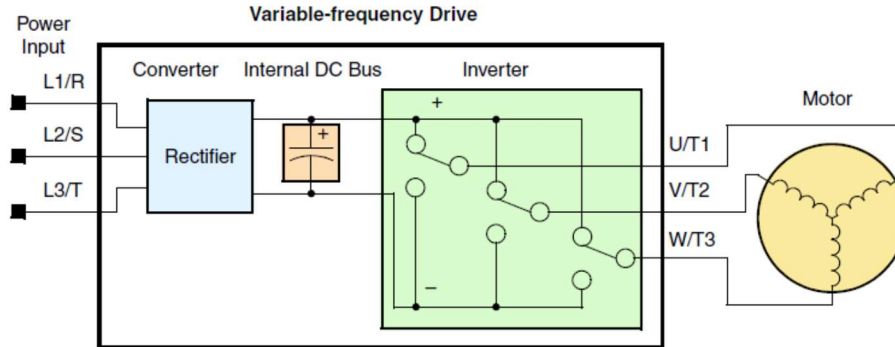 Variable-frequency Drive
Power
Input
Converter
Internal DC Bus
Inverter
Motor
L1/R
L2/S
L3/T
Rectifier
+
+
−
U/T1
V/T2
W/T3